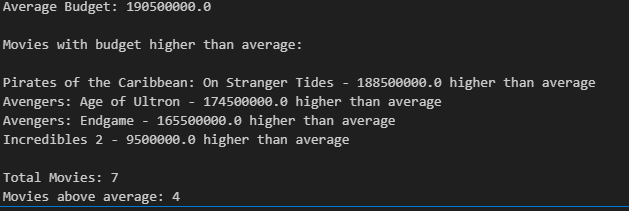 Average Budget: 190500000.0
Movies with budget higher than average:
Pirates of the Caribbean: On Stranger Tides - 188500000.0 higher than average
Avengers: Age of Ultron - 174500000.0 higher than average
Avengers: Endgame - 165500000.0 higher than average
Incredibles 2 - 9500000.0 higher than average
Total Movies: 7
Movies above average: 4